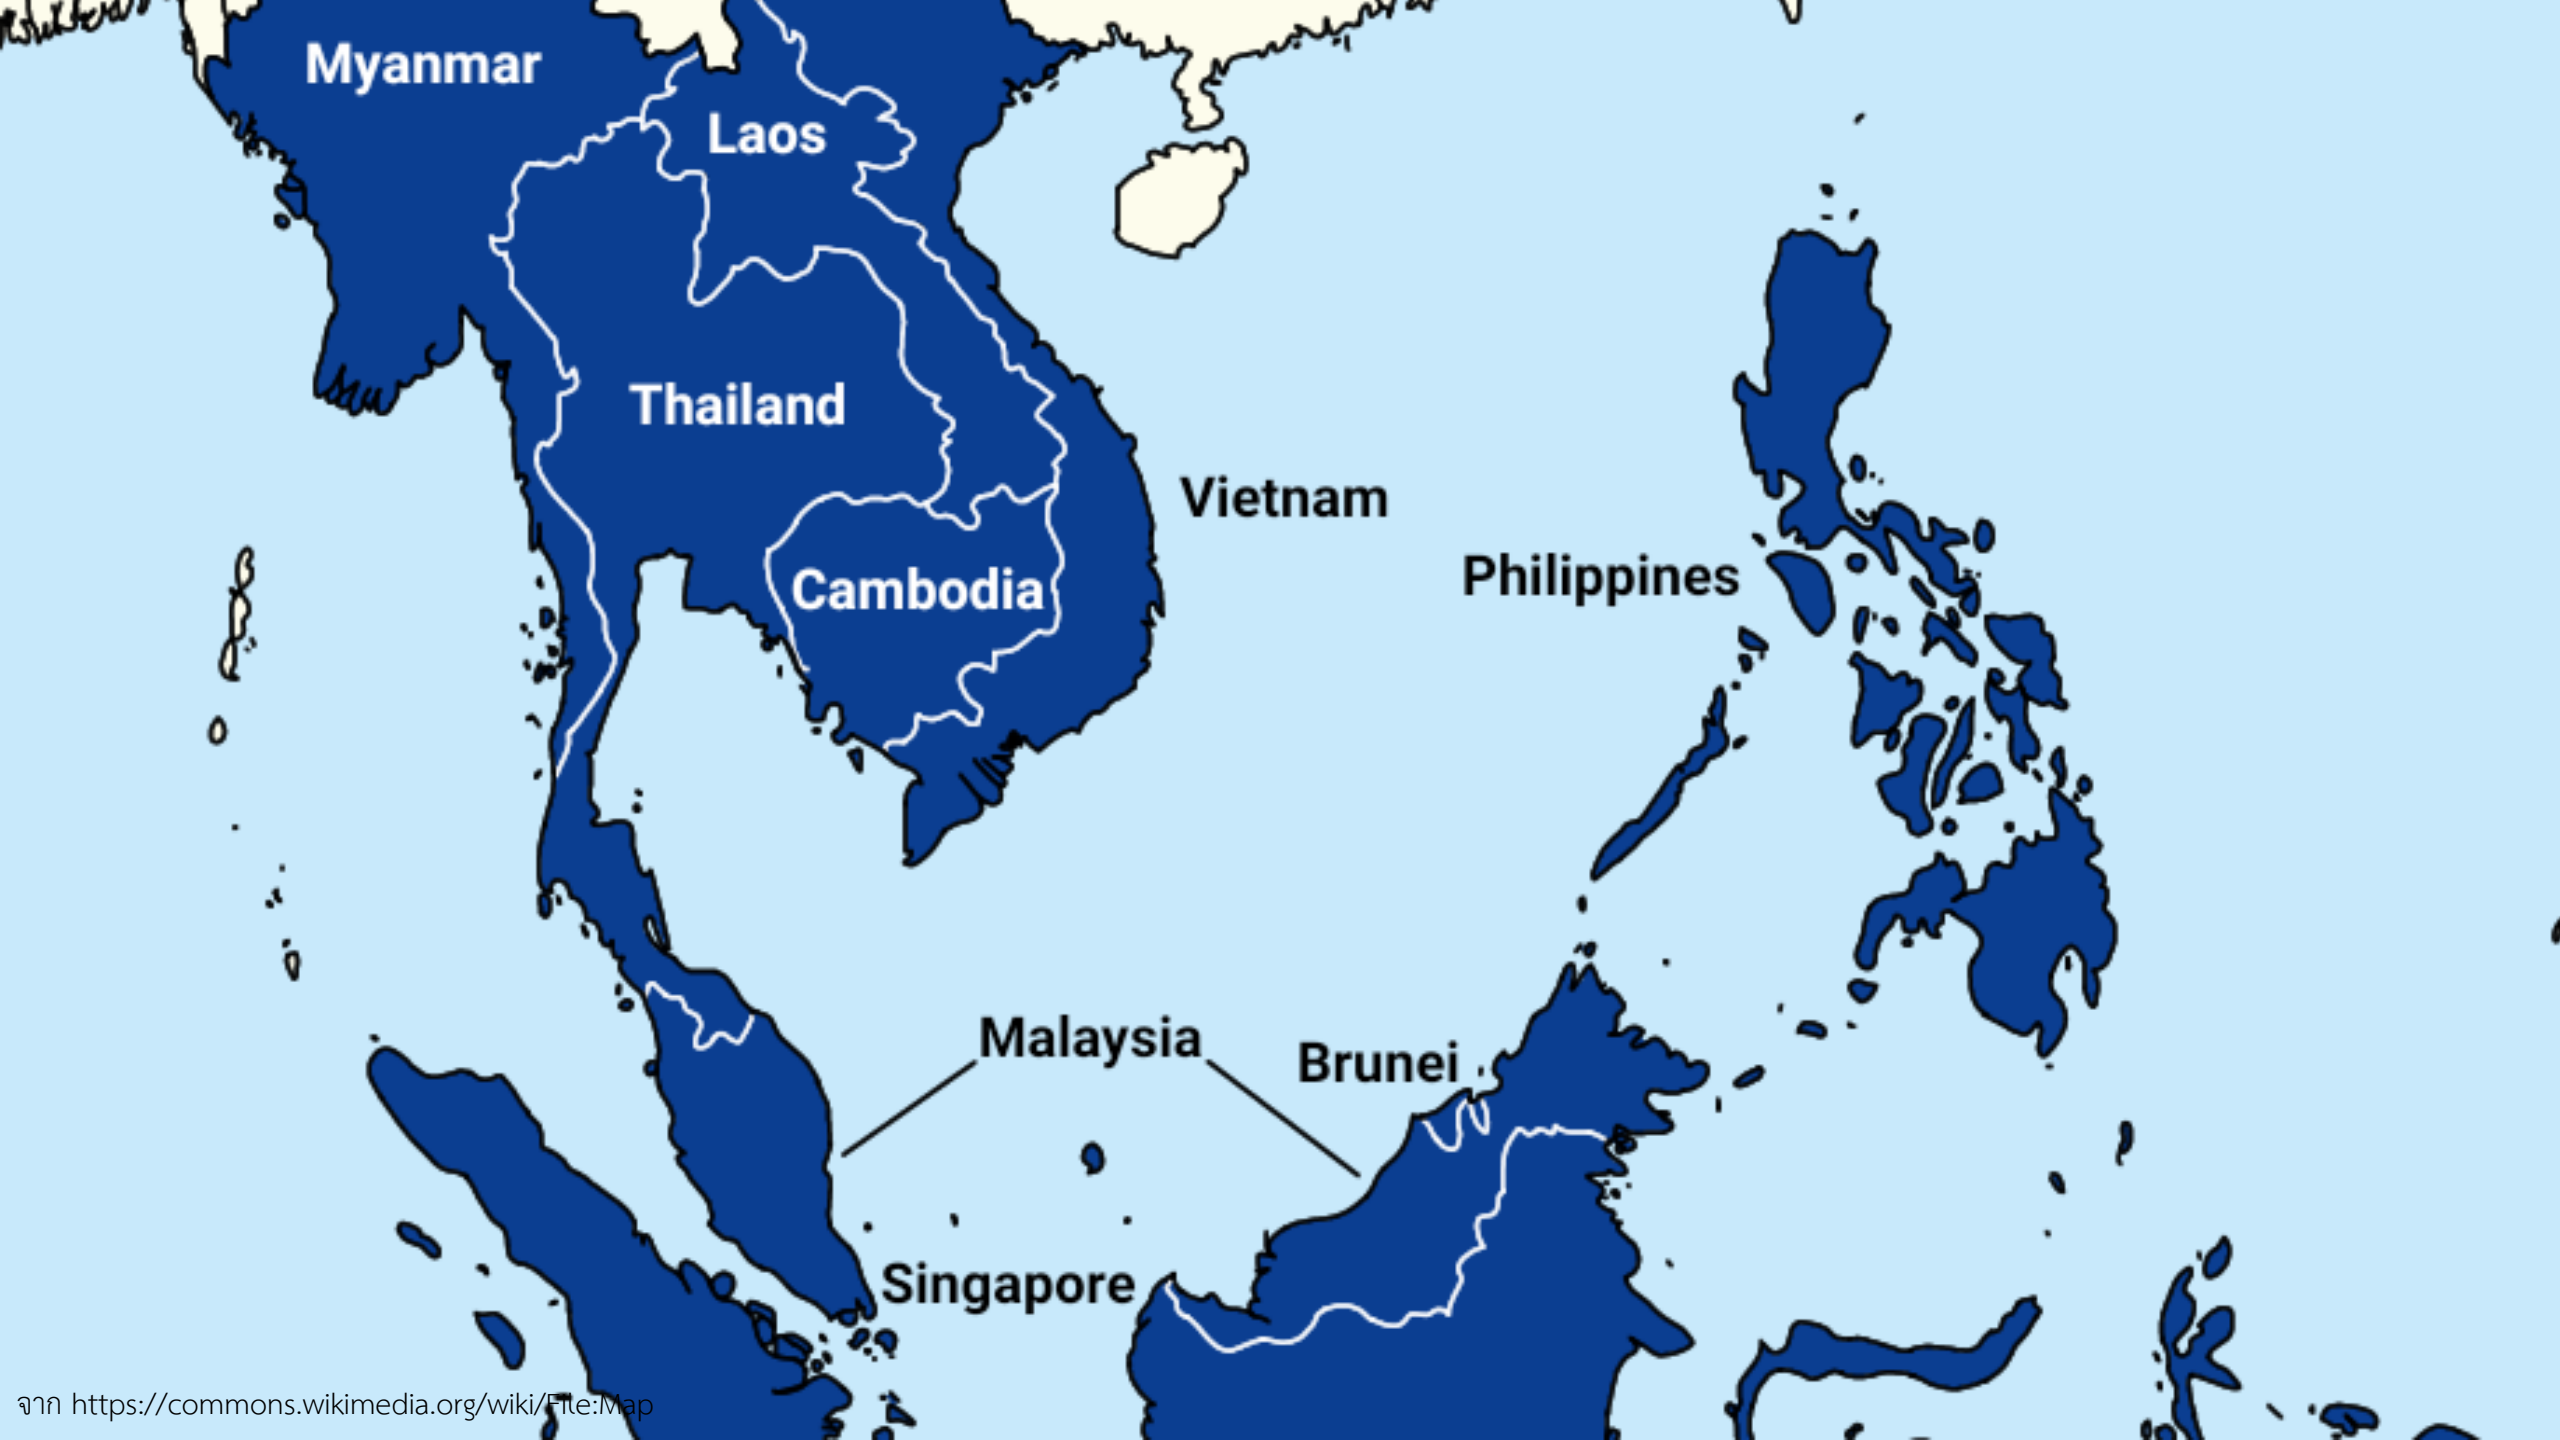 Myanmar
Laos
Thailand
Vietnam
Cambodia
Philippines
Malaysia
Brunei
Singapore
จาก https://commons.wikimedia.org/wiki/File:Map